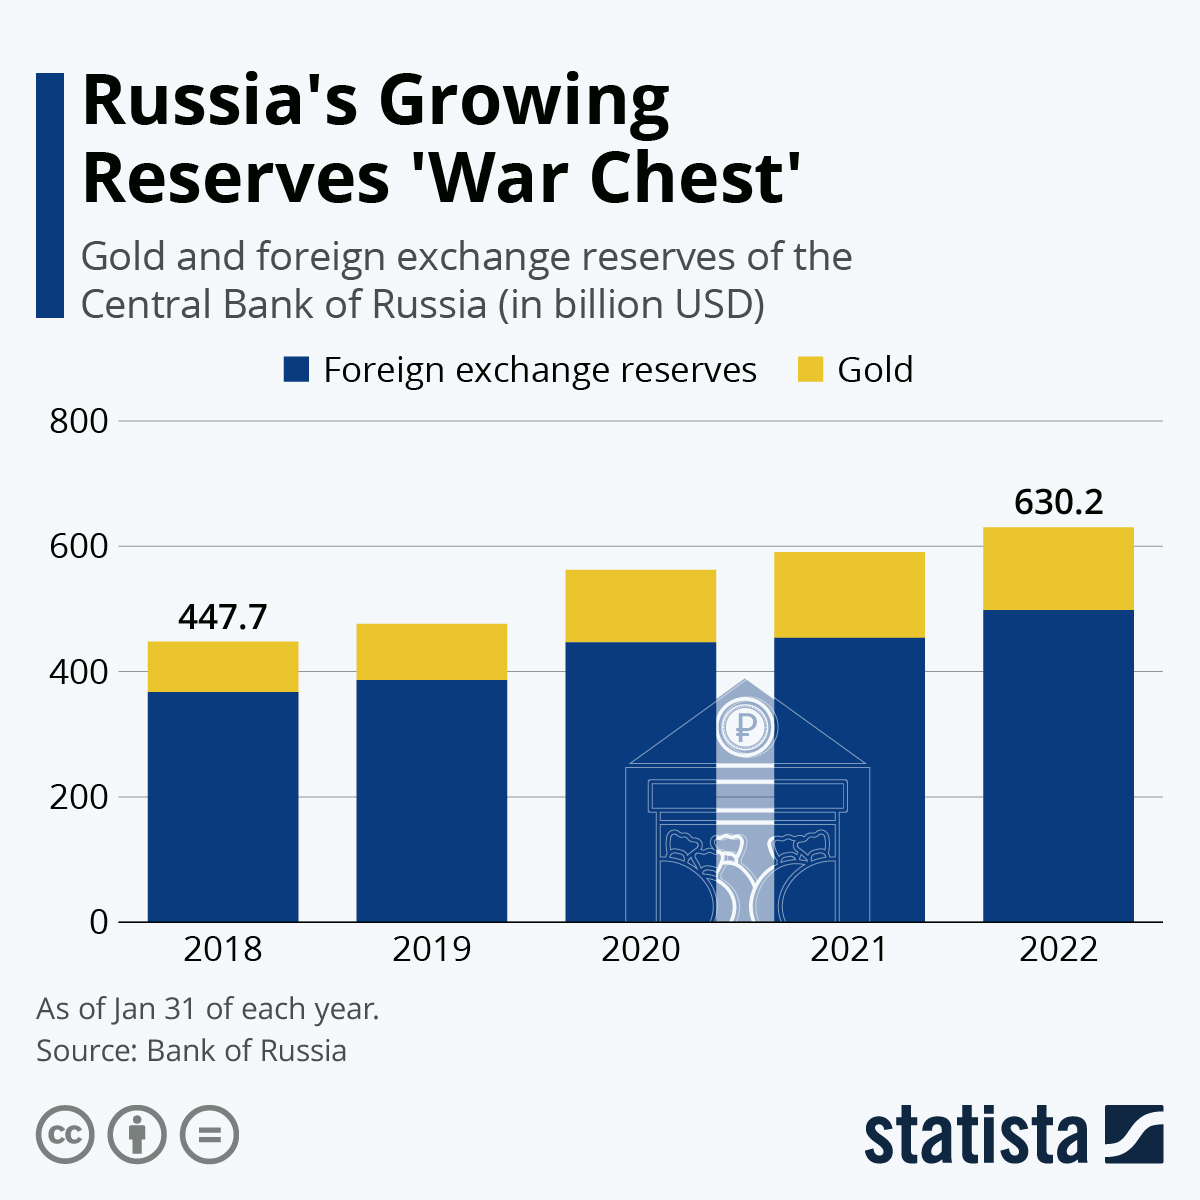 Russia's Growing
Reserves 'War Chest'
Gold and foreign exchange reserves of the
Central Bank of Russia (in billion USD)
Foreign exchange reserves Gold
800
630.2
600
447.7
400
₽
200
0
2018 2019 2020 2021 2022
As of Jan 31 of each year.
Source: Bank of Russia
cc =
statista